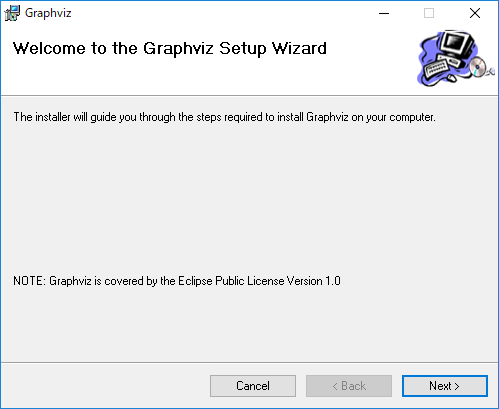 Graphviz
Welcome to the Graphviz Setup Wizard
The installer will guide you through the steps required to install Graphviz on your computer.
NOTE: Graphviz is covered by the Eclipse Public License Version 1.0
Cancel
< Back
Next >